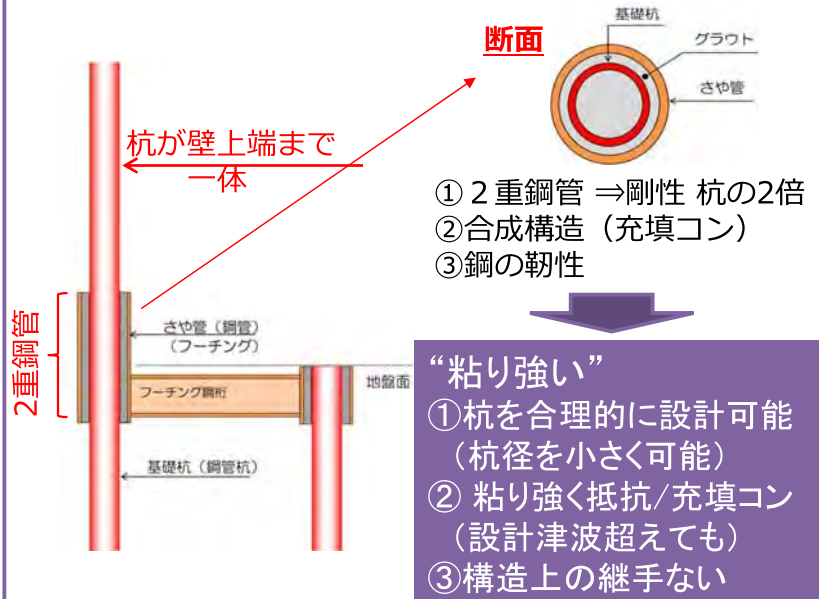 断面
基礎杭
グラウト
さや管
杭が壁上端まで
一体
①２重鋼管 ⇒剛性 杭の2倍
②合成構造（充填コン）
③鋼の靭性
2重鋼管
さや管（鋼管）
（フーチング）
地盤面
フーチング鋼桁
基礎杭（鋼管杭）
“粘り強い”
①杭を合理的に設計可能
（杭径を小さく可能）
② 粘り強く抵抗/充填コン
（設計津波超えても）
③構造上の継手ない